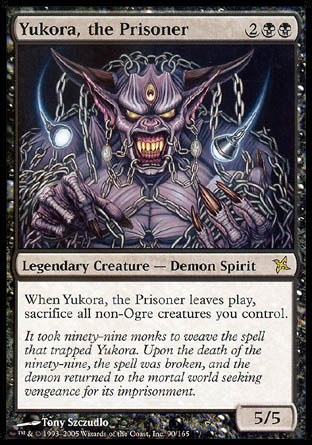 Yukora, the Prisoner 2
Legendary Creature — Demon Spirit
When Yukora, the Prisoner leaves play,
sacrifice all non-Ogre creatures you control.
It took ninety-nine monks to weave the spell
that trapped Yukora. Upon the death of the
ninety-nine, the spell was broken, and the
demon returned to the mortal world seeking
vengeance for its imprisonment.
Tony Szczudlo
™ & © 1993–2005 Wizards of the Coast, Inc. 90/165
5/5